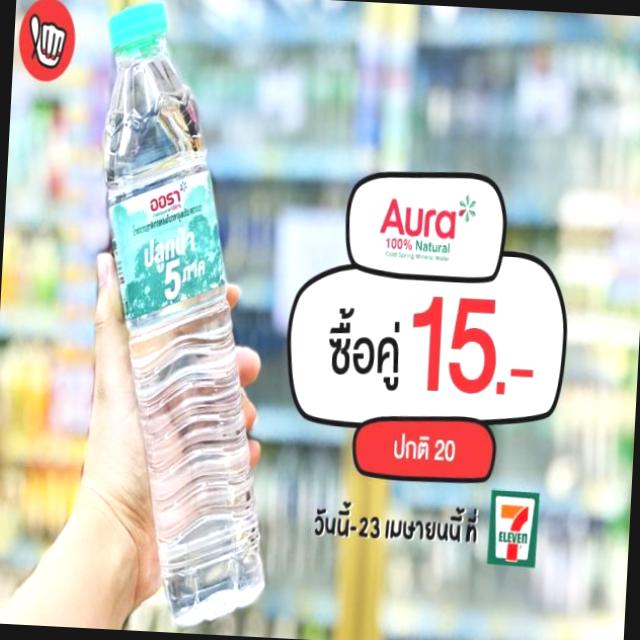 ออรา
ปลูกป่า
5 ภาค
Aura
100% Natural
Cold Spring Mineral Water
ซื้อคู่ 15.-
ปกติ 20
วันนี้-23 เมษายนนี้ ที่
7
ELEVEN